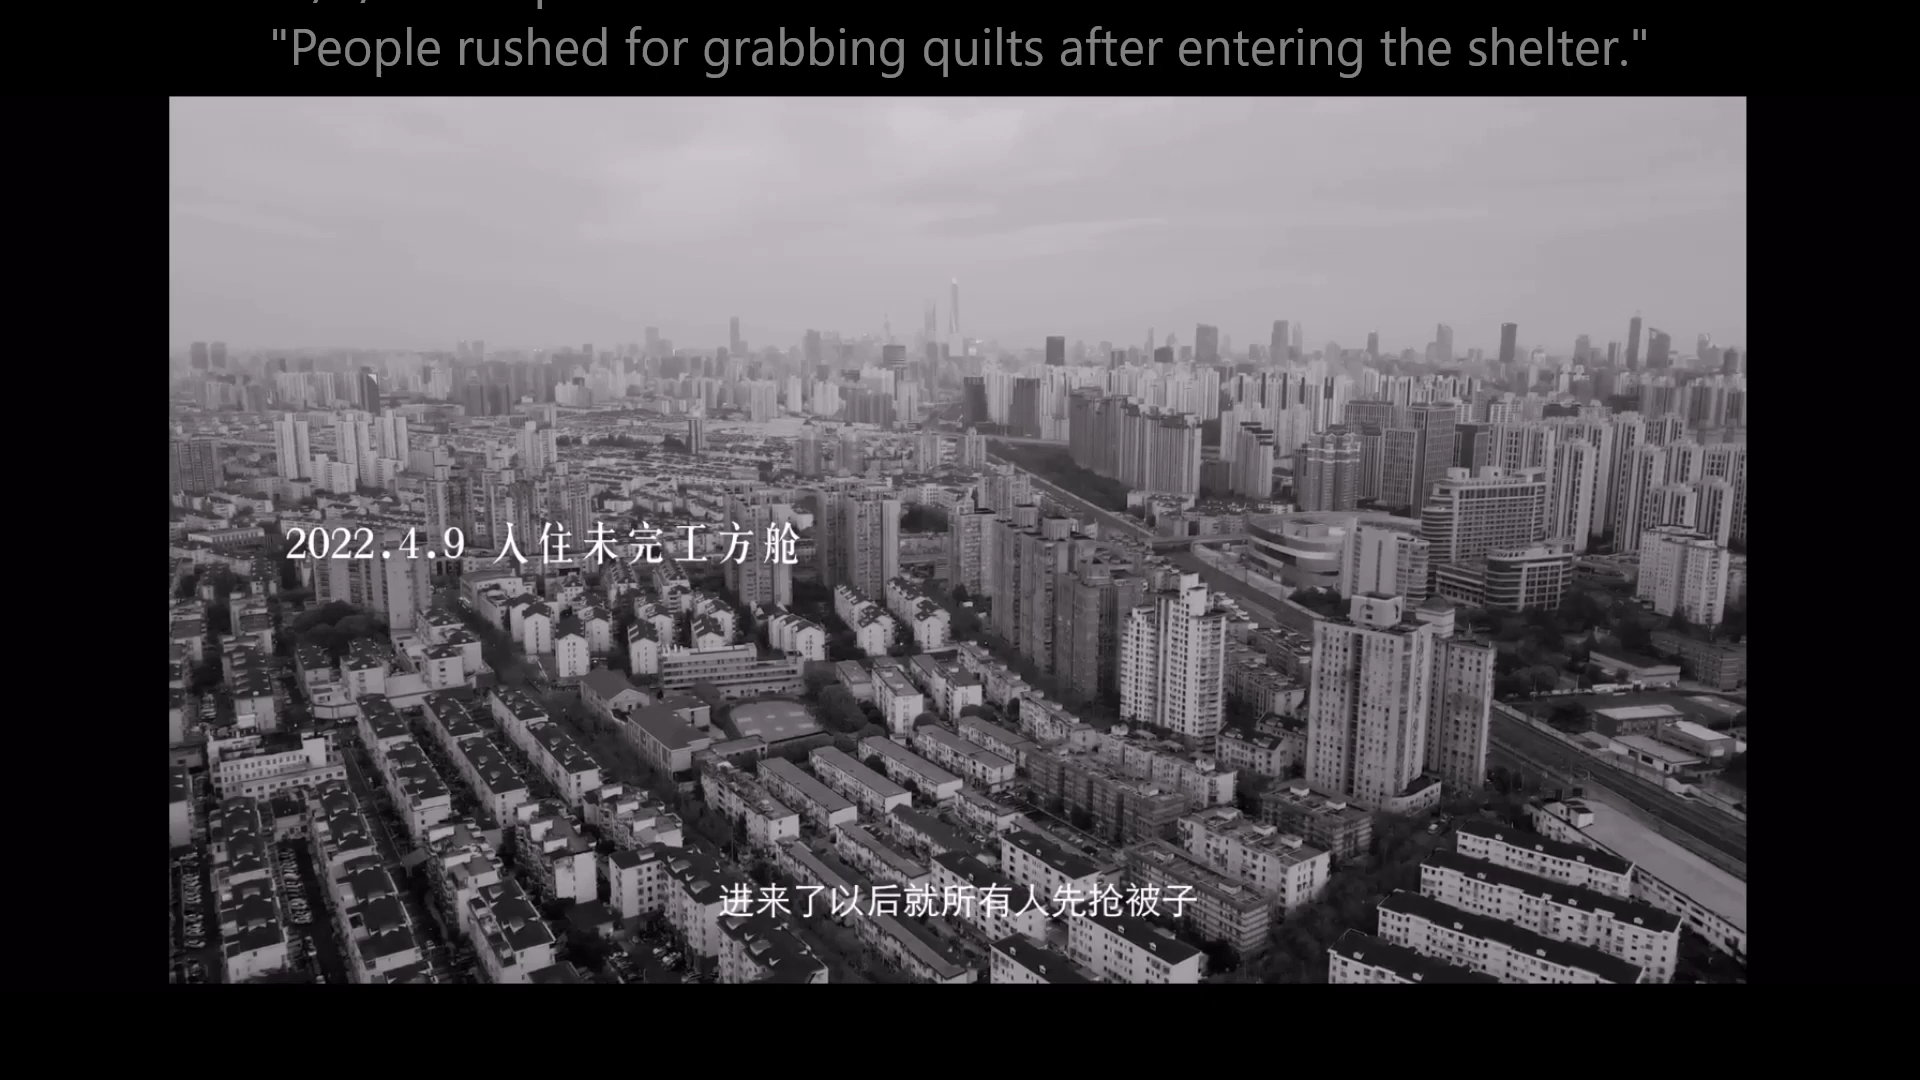 "People rushed for grabbing quilts after entering the shelter."
2022.4.9 入住未完工方舱
进来了以后就所有人先抢被子